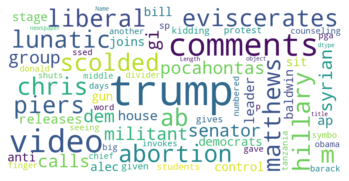 stage liberal eviscerates
another joins bill
lunatic comments
donald sp kidding protest pga counseling
group scolded gi pocahontas
ssed
Name
newspaper
chris trump matthews hillary
shuts middle divider
days
piers gun word Length numbered object dtype sit syrian
releases dem ab house leader baldwin title ap
seeing militant invokes democrats senator p
big gave tanzania symbo
video abortion m
anti chief given students control obama
finger calls alec gives barack